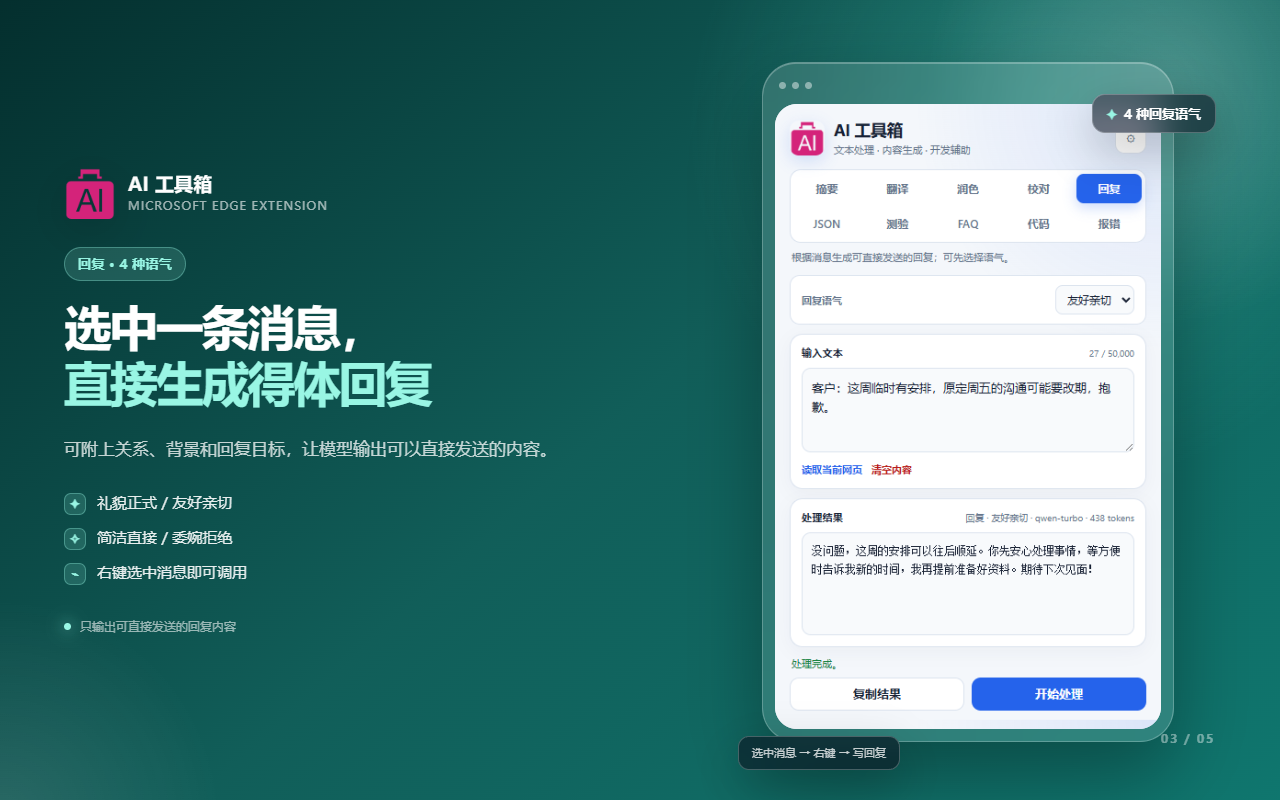 AI
AI 工具箱
MICROSOFT EDGE EXTENSION
回复 • 4 种语气
选中一条消息，
直接生成得体回复
可附上关系、背景和回复目标，让模型输出可以直接发送的内容。
礼貌正式 / 友好亲切
简洁直接 / 委婉拒绝
右键选中消息即可调用
只输出可直接发送的回复内容
4 种回复语气
AI
AI 工具箱
文本处理 · 内容生成 · 开发辅助
摘要 翻译 润色 校对 回复
JSON 测验 FAQ 代码 报错
根据消息生成可直接发送的回复；可先选择语气。
回复语气 友好亲切
输入文本 27 / 50,000
客户：这周临时有安排，原定周五的沟通可能要改期，抱
歉。
读取当前网页 清空内容
处理结果 回复 · 友好亲切 · qwen-turbo · 438 tokens
没问题，这周的安排可以往后顺延。你先安心处理事情，等方便
时告诉我新的时间，我再提前准备好资料。期待下次见面！
处理完成。
复制结果 开始处理
选中消息 → 右键 → 写回复
03 / 05